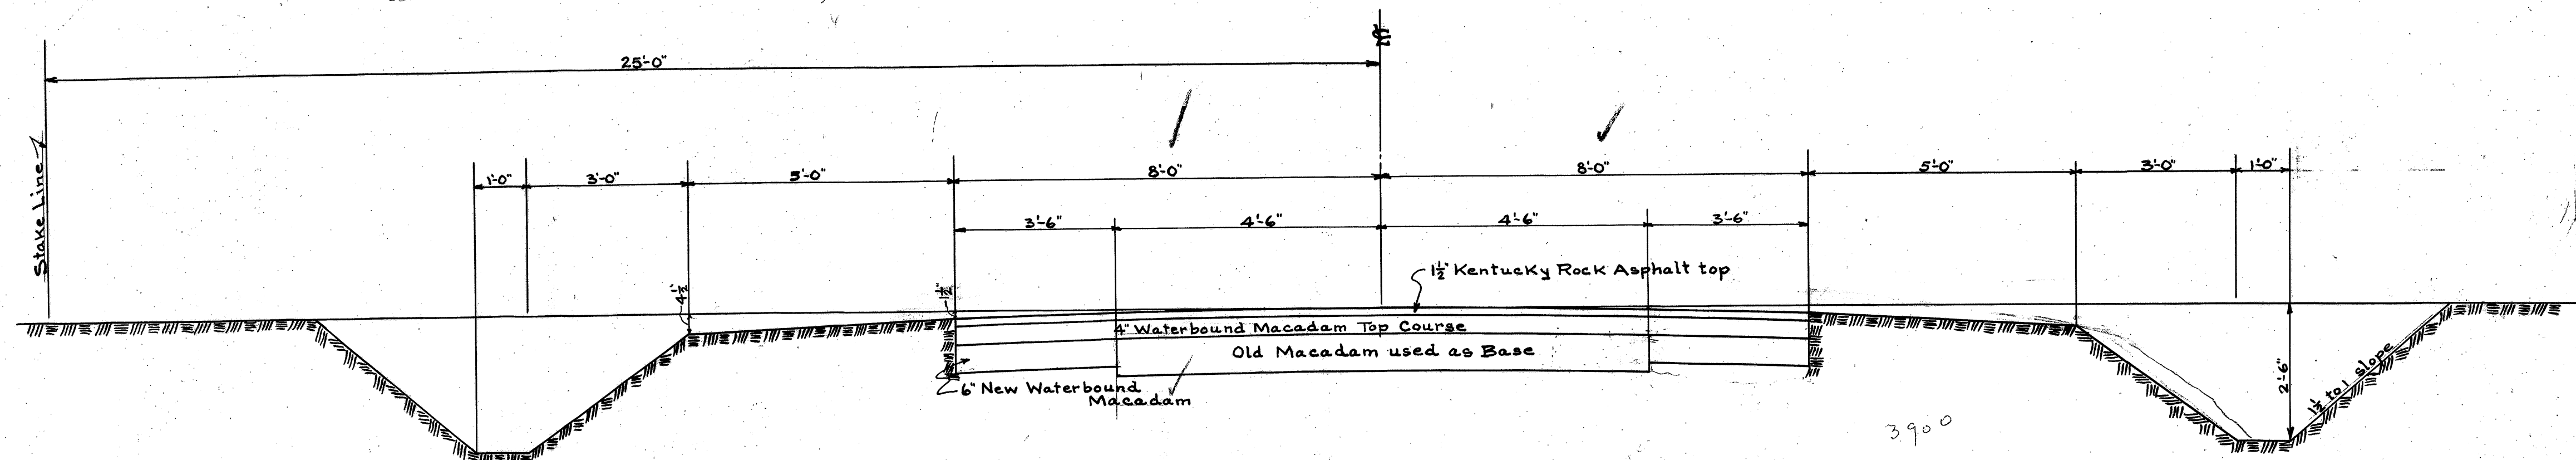 ℄
25'-0"
Stake Line
1'-0" 3'-0" 5'-0" 8'-0" 8'-0" 5'-0" 3'-0" 1'-0"
3'-6" 4'-6" 4'-6" 3'-6"
4½"
1½"
1½" Kentucky Rock Asphalt top
4" Waterbound Macadam Top Course
Old Macadam used as Base
6" New Waterbound
Macadam
2'-6"
1½ to 1 slope
3900